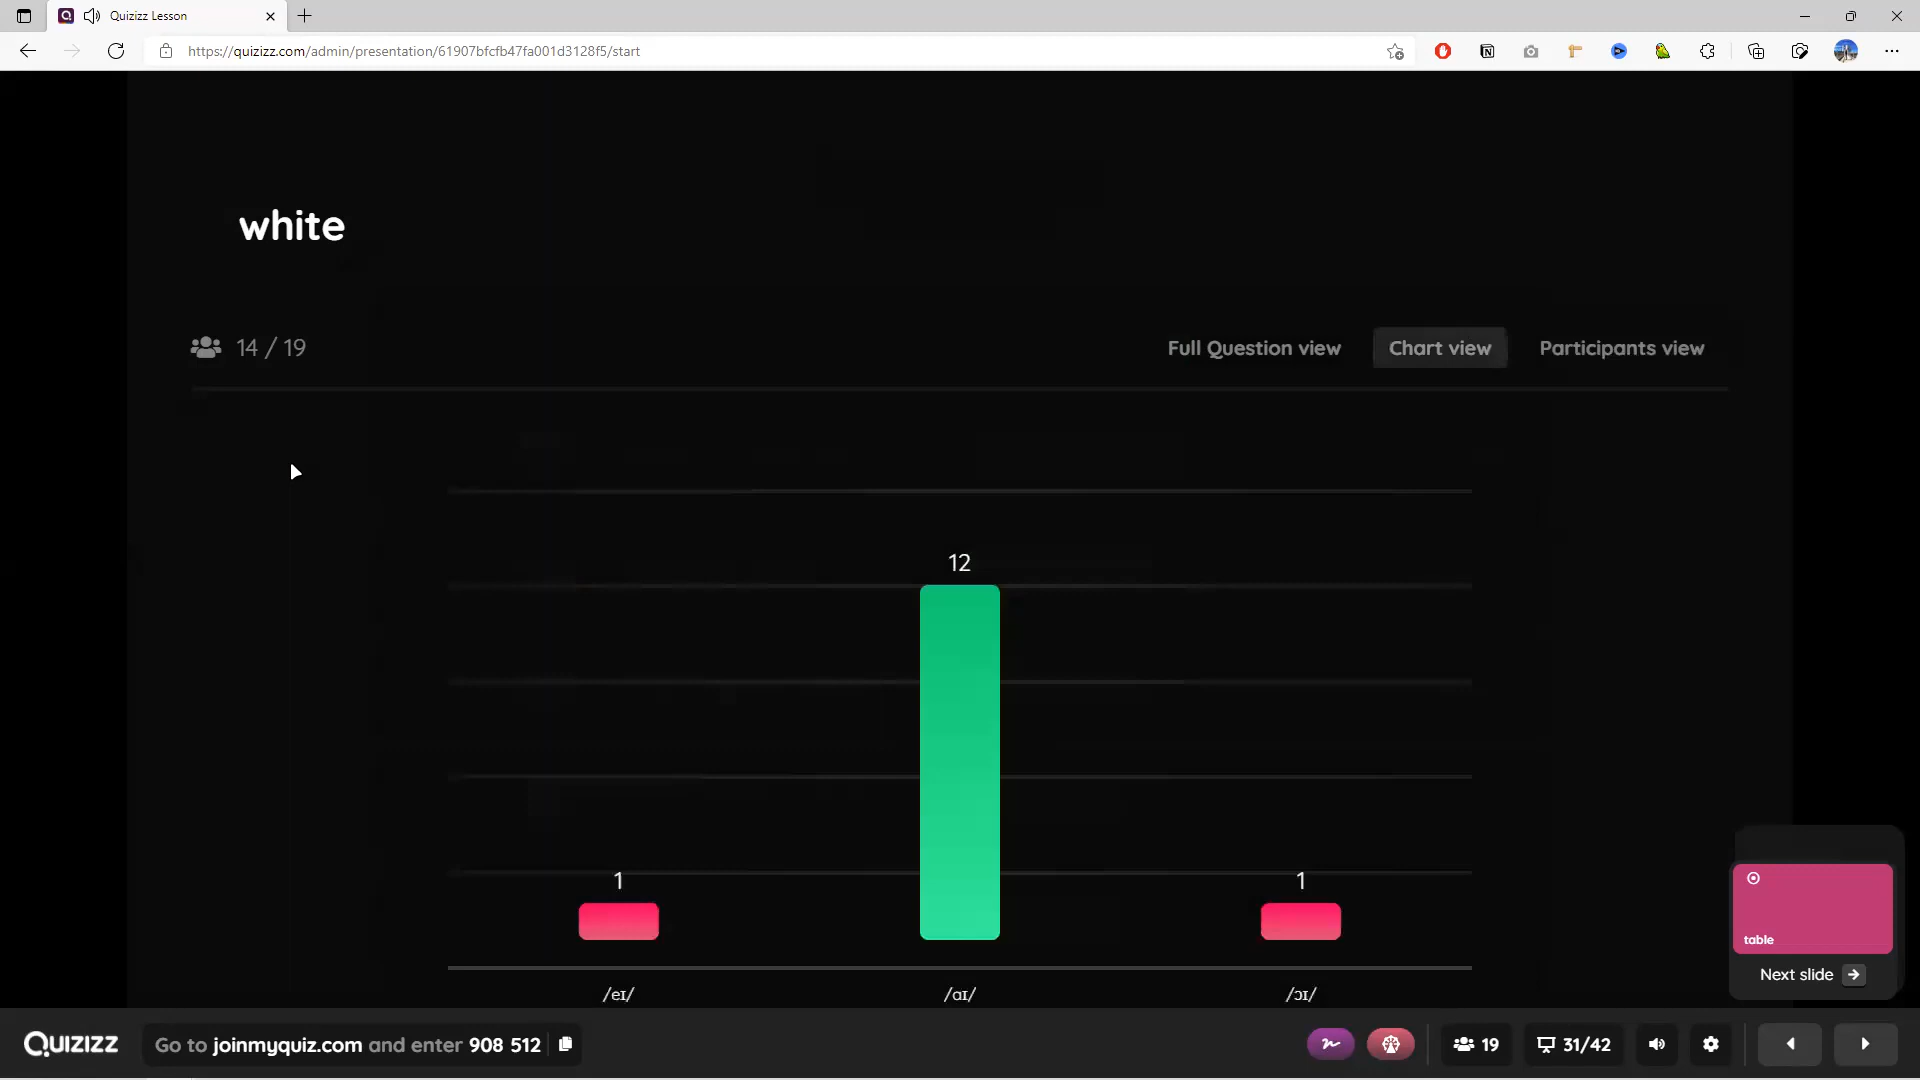 Quizizz Lesson
https://quizizz.com/admin/presentation/61907bfcfb47fa001d3128f5/start
white
14 / 19
Full Question view
Chart view
Participants view
12
1
1
/eɪ/
/ɑɪ/
/ɔɪ/
table
Next slide
QUIZIZZ
Go to joinmyquiz.com and enter 908 512
19
31/42